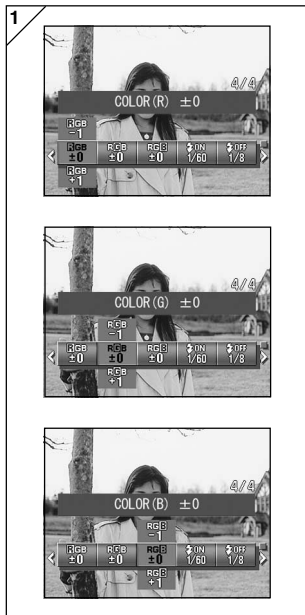 1
4/4
COLOR(R) ±0
RGB
-1
RGB RGB RGB ON OFF
±0 ±0 ±0 1/60 1/8
RGB
+1
4/4
COLOR(G) ±0
RGB
-1
RGB RGB RGB ON OFF
±0 ±0 ±0 1/60 1/8
RGB
+1
4/4
COLOR(B) ±0
RGB
-1
RGB RGB RGB ON OFF
±0 ±0 ±0 1/60 1/8
RGB
+1